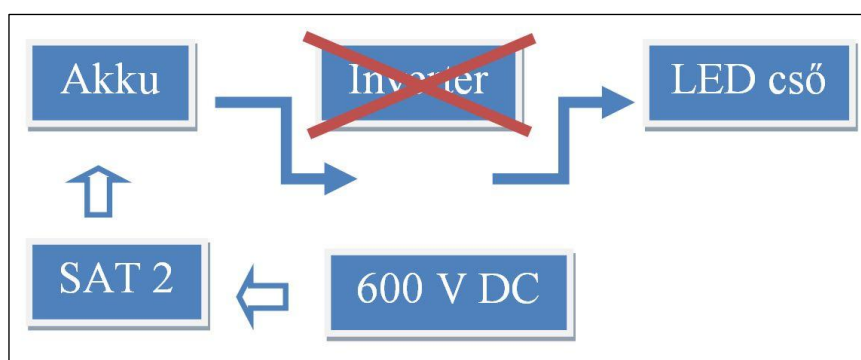 Akku
Inverter
LED cső
SAT 2
600 V DC